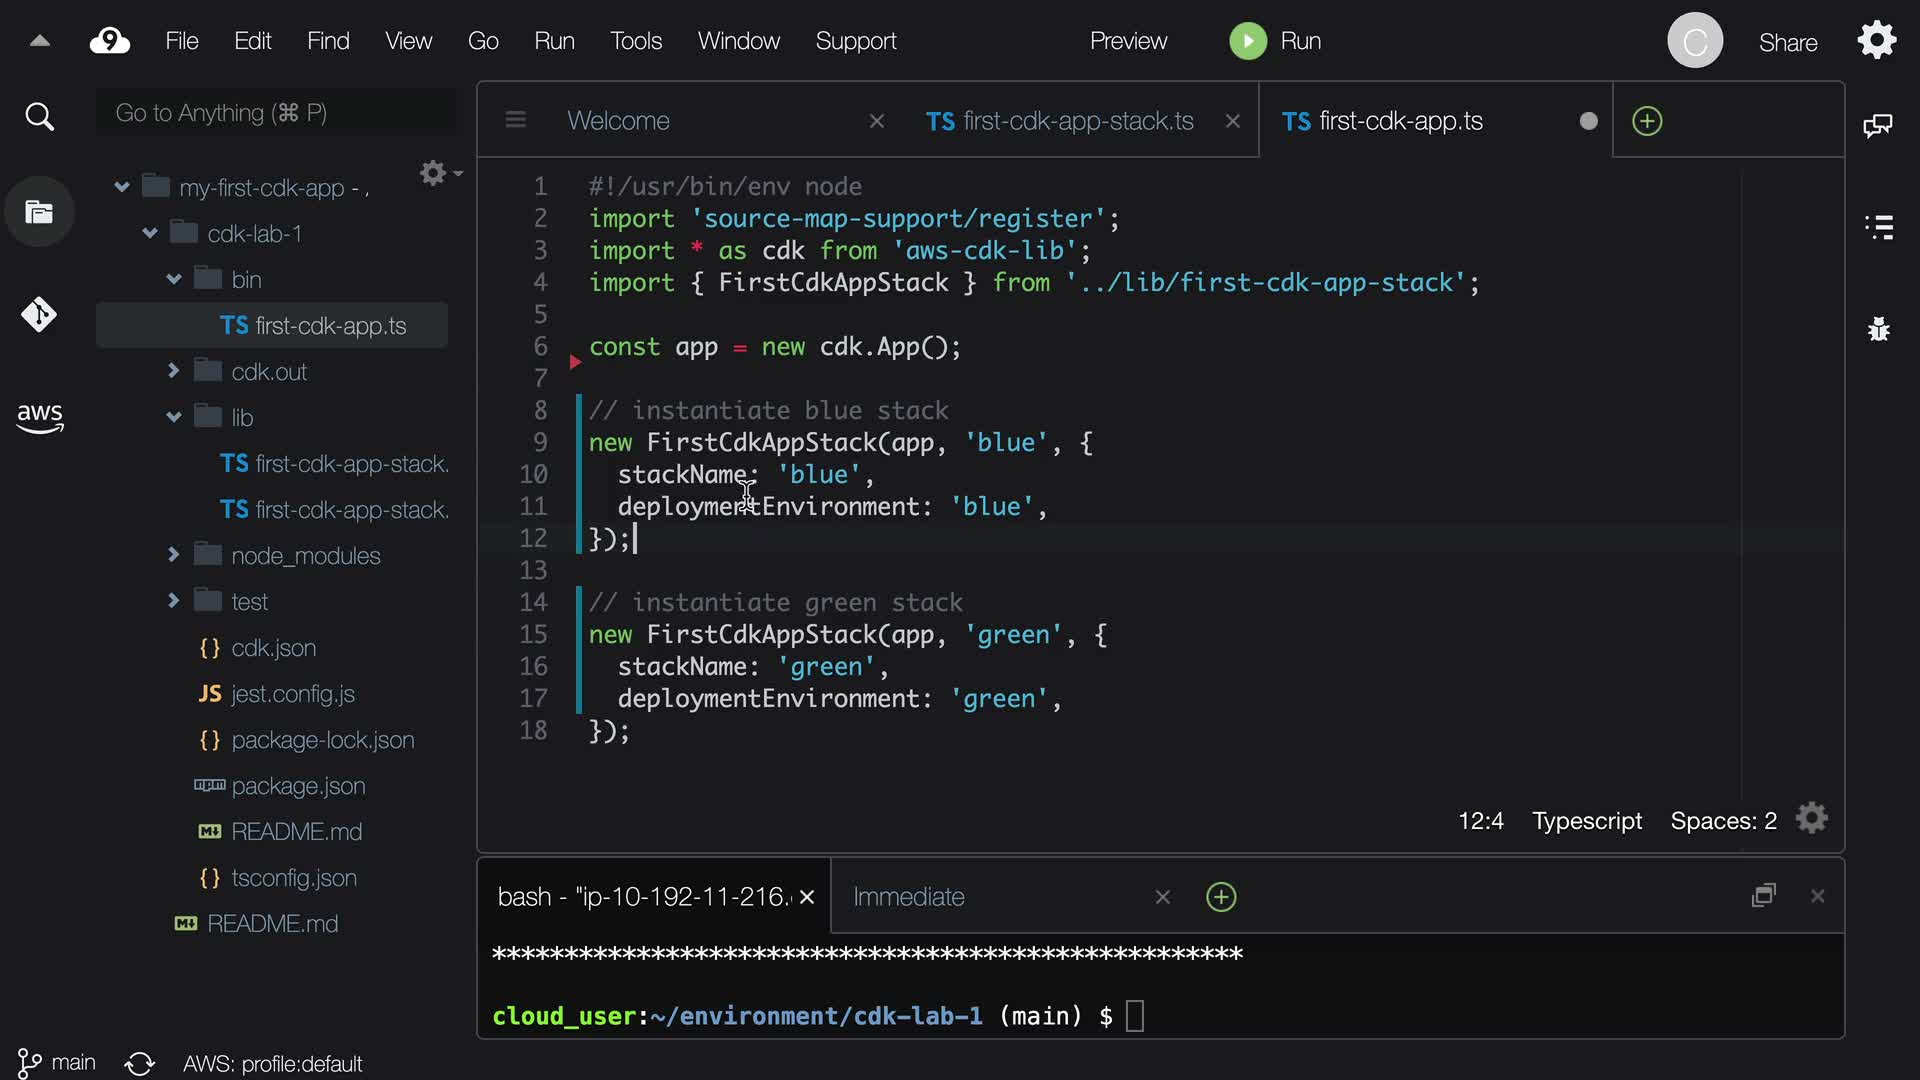 9 File Edit Find View Go Run Tools Window Support Preview Run C Share
Go to Anything (⌘ P)
Welcome TS first-cdk-app-stack.ts TS first-cdk-app.ts
my-first-cdk-app - /
cdk-lab-1
bin
TS first-cdk-app.ts
cdk.out
aws
lib
TS first-cdk-app-stack.
TS first-cdk-app-stack.
node_modules
test
{} cdk.json
JS jest.config.js
{} package-lock.json
npm package.json
M↓ README.md
{} tsconfig.json
M↓ README.md
1 #!/usr/bin/env node
2 import 'source-map-support/register';
3 import * as cdk from 'aws-cdk-lib';
4 import { FirstCdkAppStack } from '../lib/first-cdk-app-stack';
5
6 const app = new cdk.App();
7
8 // instantiate blue stack
9 new FirstCdkAppStack(app, 'blue', {
10   stackName: 'blue',
11   deploymentEnvironment: 'blue',
12 });
13
14 // instantiate green stack
15 new FirstCdkAppStack(app, 'green', {
16   stackName: 'green',
17   deploymentEnvironment: 'green',
18 });
12:4 Typescript Spaces: 2
bash - "ip-10-192-11-216. Immediate
****************************************************
cloud_user:~/environment/cdk-lab-1 (main) $
main AWS: profile:default